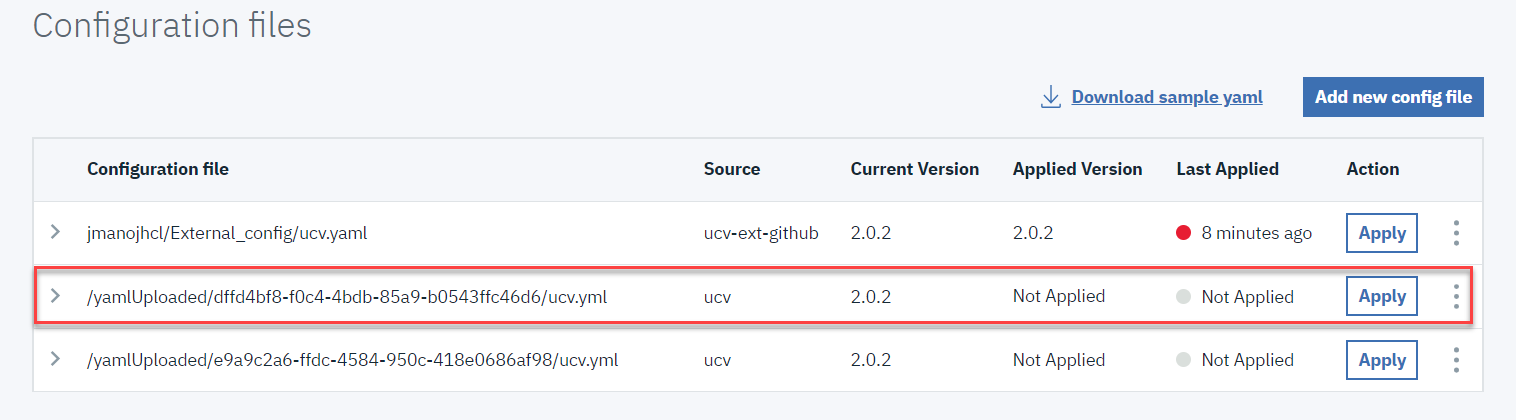 Configuration files
Download sample yaml Add new config file
Configuration file Source Current Version Applied Version Last Applied Action
jmanojhcl/External_config/ucv.yaml ucv-ext-github 2.0.2 2.0.2 8 minutes ago Apply
/yamlUploaded/dffd4bf8-f0c4-4bdb-85a9-b0543ffc46d6/ucv.yml ucv 2.0.2 Not Applied Not Applied Apply
/yamlUploaded/e9a9c2a6-ffdc-4584-950c-418e0686af98/ucv.yml ucv 2.0.2 Not Applied Not Applied Apply